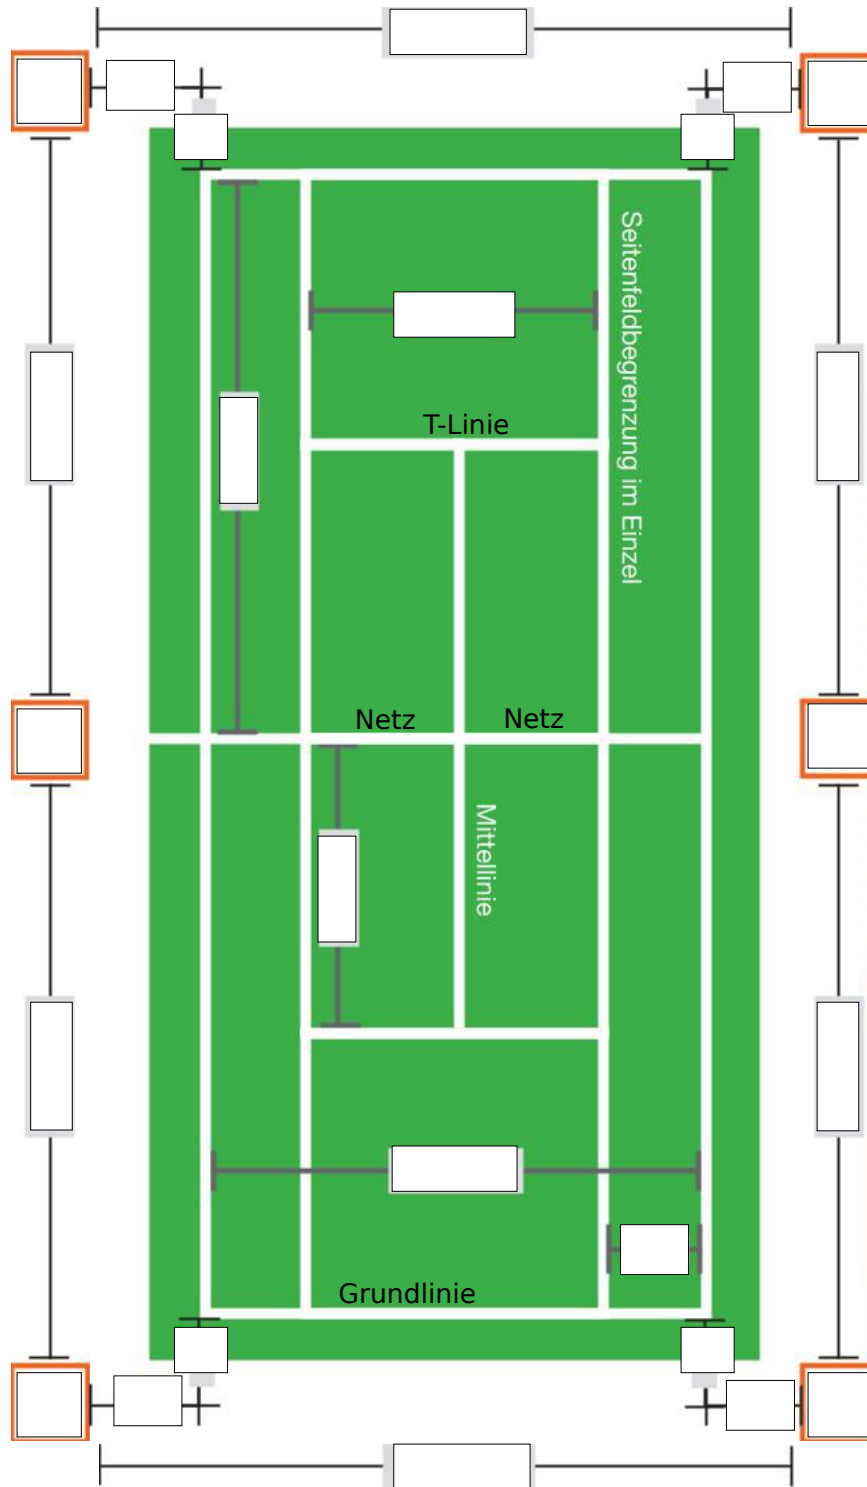 Seitenfeldbegrenzung im Einzel
T-Linie
Netz
Netz
Mittellinie
Grundlinie